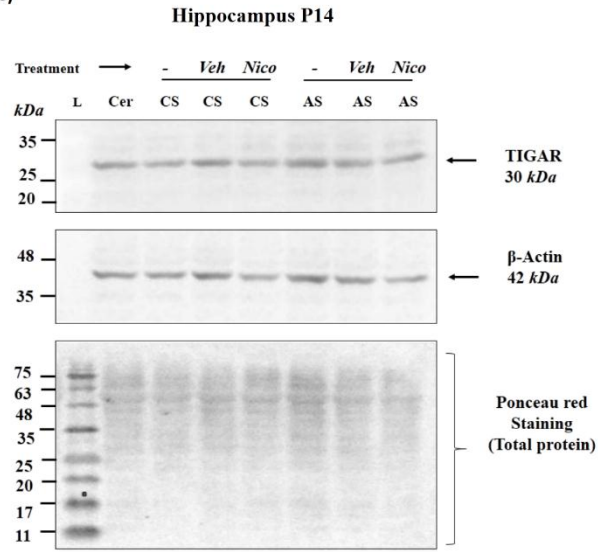 Hippocampus P14
Treatment - Veh Nico - Veh Nico
kDa L Cer CS CS CS AS AS AS
35
25
20
TIGAR
30 kDa
48
35
β-Actin
42 kDa
75
63
48
35
25
20
17
11
Ponceau red
Staining
(Total protein)